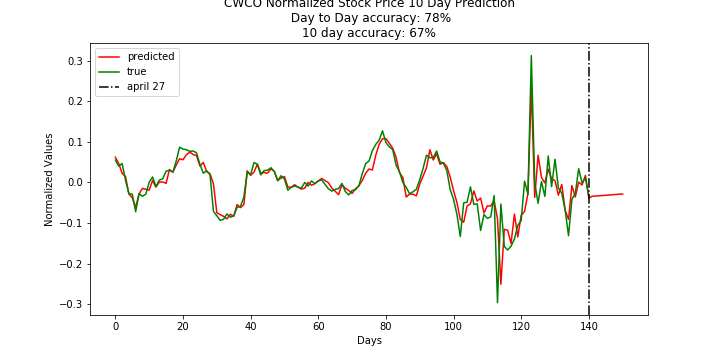 CWCO Normalized Stock Price 10 Day Prediction
Day to Day accuracy: 78%
10 day accuracy: 67%
predicted
true
april 27
Normalized Values
0.3
0.2
0.1
0.0
−0.1
−0.2
−0.3
0 20 40 60 80 100 120 140
Days